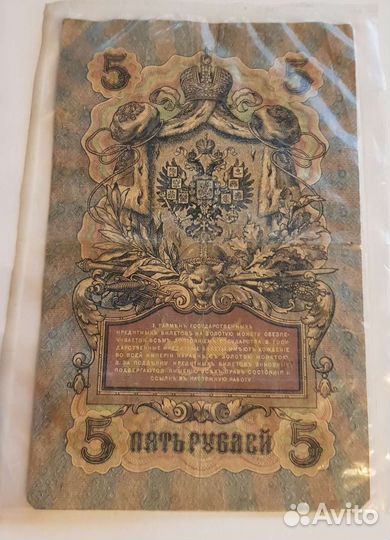 5 5
1. РАЗМѢНЪ ГОСУДАРСТВЕННЫХЪ
КРЕДИТНЫХЪ БИЛЕТОВЪ НА ЗОЛОТУЮ МОНЕТУ ОБЕЗПЕ-
ЧИВАЕТСЯ ВСѢМЪ ДОСТОЯНІЕМЪ ГОСУДАРСТВА. 2. ГОСУ-
ДАРСТВЕННЫЕ КРЕДИТНЫЕ БИЛЕТЫ ИМѢЮТЪ ХОЖДЕНІЕ
ВО ВСЕЙ ИМПЕРІИ НАРАВНѢ СЪ ЗОЛОТОЮ МОНЕТОЮ.
3. ЗА ПОДДѢЛКУ КРЕДИТНЫХЪ БИЛЕТОВЪ ВИНОВНЫЕ
ПОДВЕРГАЮТСЯ ЛИШЕНІЮ ВСѢХЪ ПРАВЪ СОСТОЯНІЯ И
ССЫЛКѢ ВЪ КАТОРЖНУЮ РАБОТУ.
5 ПЯТЬ РУБЛЕЙ 5
Avito